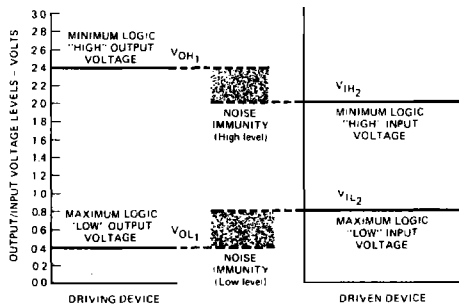 OUTPUT/INPUT VOLTAGE LEVELS - VOLTS
3.0
2.8
2.6
2.4
2.2
2.0
1.8
1.6
1.4
1.2
1.0
0.8
0.6
0.4
0.2
0.0
MINIMUM LOGIC
"HIGH" OUTPUT
VOLTAGE
VOH1
NOISE
IMMUNITY
(High level)
VIH2
MINIMUM LOGIC
"HIGH" INPUT
VOLTAGE
MAXIMUM LOGIC
"LOW" OUTPUT
VOLTAGE
VOL1
NOISE
IMMUNITY
(Low level)
VIL2
MAXIMUM LOGIC
"LOW" INPUT
VOLTAGE
DRIVING DEVICE
DRIVEN DEVICE